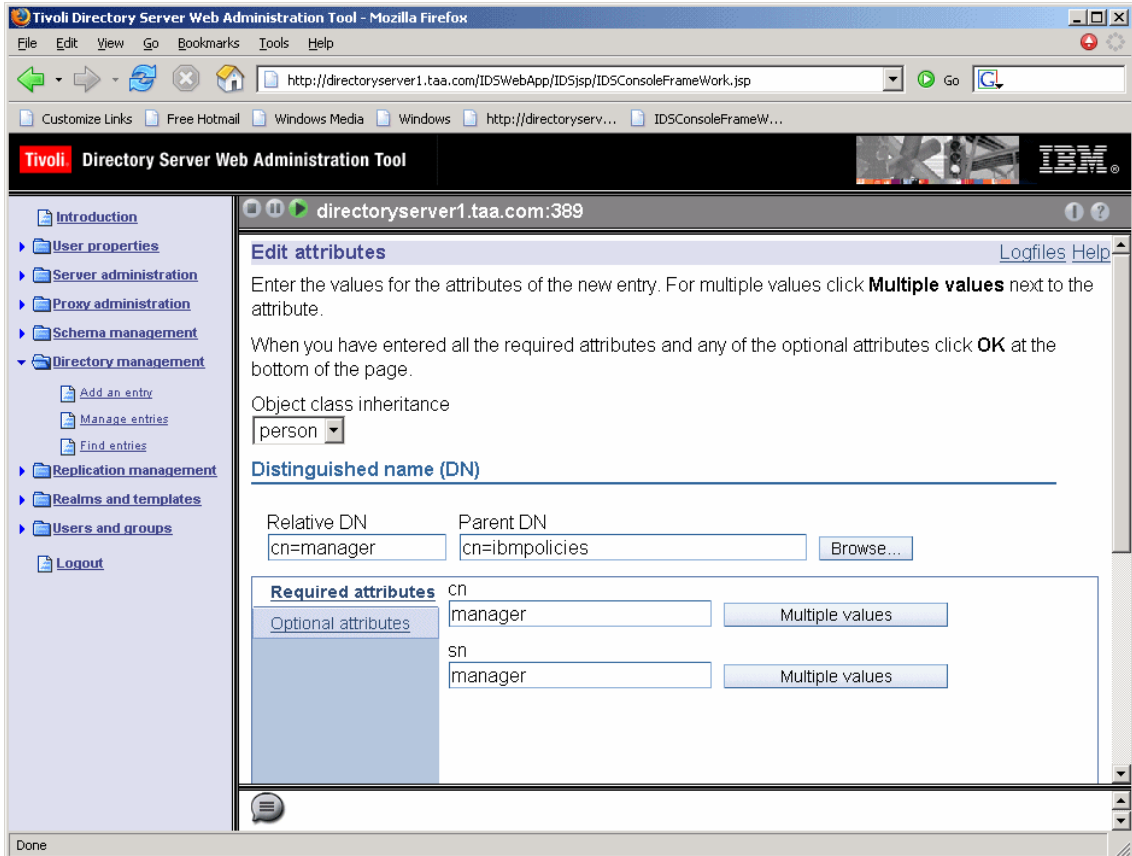 Tivoli Directory Server Web Administration Tool - Mozilla Firefox
File Edit View Go Bookmarks Tools Help
http://directoryserver1.taa.com/IDSWebApp/IDSjsp/IDSConsoleFrameWork.jsp Go G
Customize Links Free Hotmail Windows Media Windows http://directoryserv... IDSConsoleFrameW...
Tivoli. Directory Server Web Administration Tool IBM®
Introduction
User properties
Server administration
Proxy administration
Schema management
Directory management
Add an entry
Manage entries
Find entries
Replication management
Realms and templates
Users and groups
Logout
directoryserver1.taa.com:389
Edit attributes Logfiles Help
Enter the values for the attributes of the new entry. For multiple values click Multiple values next to the
attribute.
When you have entered all the required attributes and any of the optional attributes click OK at the
bottom of the page.
Object class inheritance
person
Distinguished name (DN)
Relative DN Parent DN
cn=manager cn=ibmpolicies Browse...
Required attributes cn
manager Multiple values
Optional attributes
sn
manager Multiple values
Done